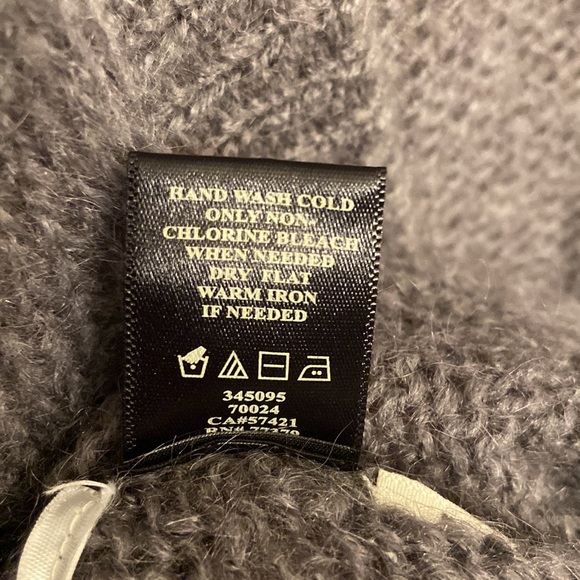 HAND WASH COLD
ONLY NON.
CHLORINE BLEACH
WHEN NEEDED
DRY FLAT
WARM IRON
IF NEEDED
345095
70024
CA#57421
RN#